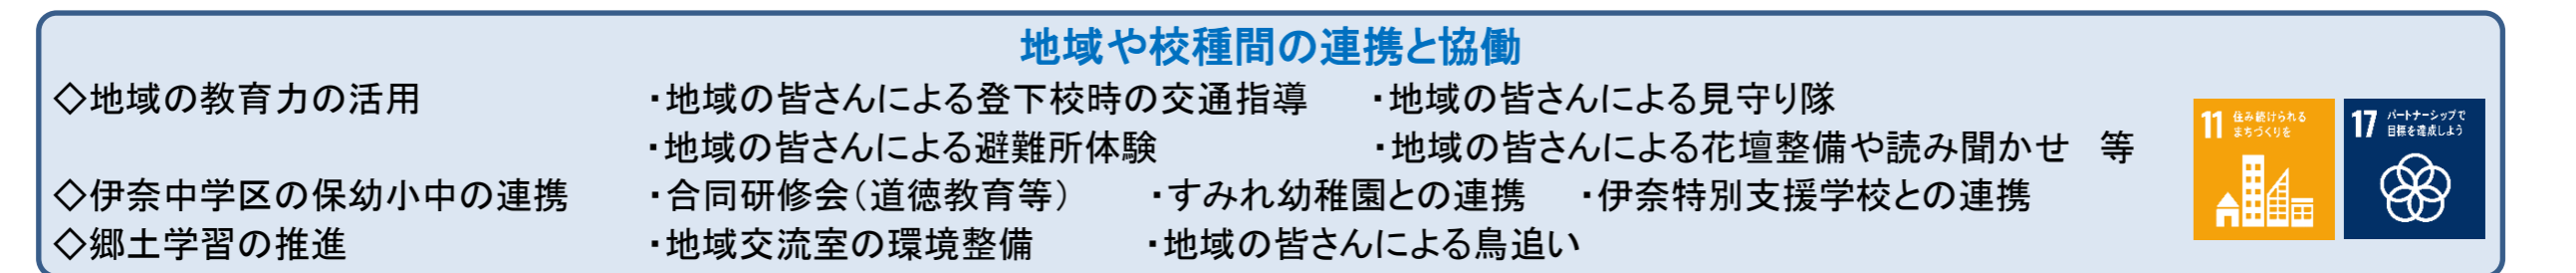 地域や校種間の連携と協働
◇地域の教育力の活用 ・地域の皆さんによる登下校時の交通指導 ・地域の皆さんによる見守り隊
・地域の皆さんによる避難所体験 ・地域の皆さんによる花壇整備や読み聞かせ 等
◇伊奈中学区の保幼小中の連携 ・合同研修会(道徳教育等) ・すみれ幼稚園との連携 ・伊奈特別支援学校との連携
◇郷土学習の推進 ・地域交流室の環境整備 ・地域の皆さんによる鳥追い
11 住み続けられる
まちづくりを
17 パートナーシップで
目標を達成しよう